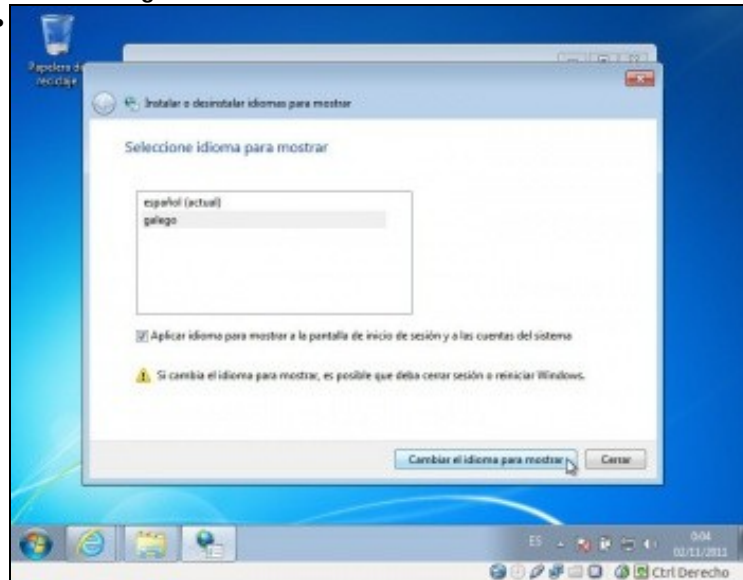 Papelera de
reciclaje
Instalar o desinstalar idiomas para mostrar
Seleccione idioma para mostrar
español (actual)
galego
Aplicar idioma para mostrar a la pantalla de inicio de sesión y a las cuentas del sistema
Si cambia el idioma para mostrar, es posible que deba cerrar sesión o reiniciar Windows.
Cambiar el idioma para mostrar
Cerrar
ES
0:04
02/11/2011
Ctrl Derecho